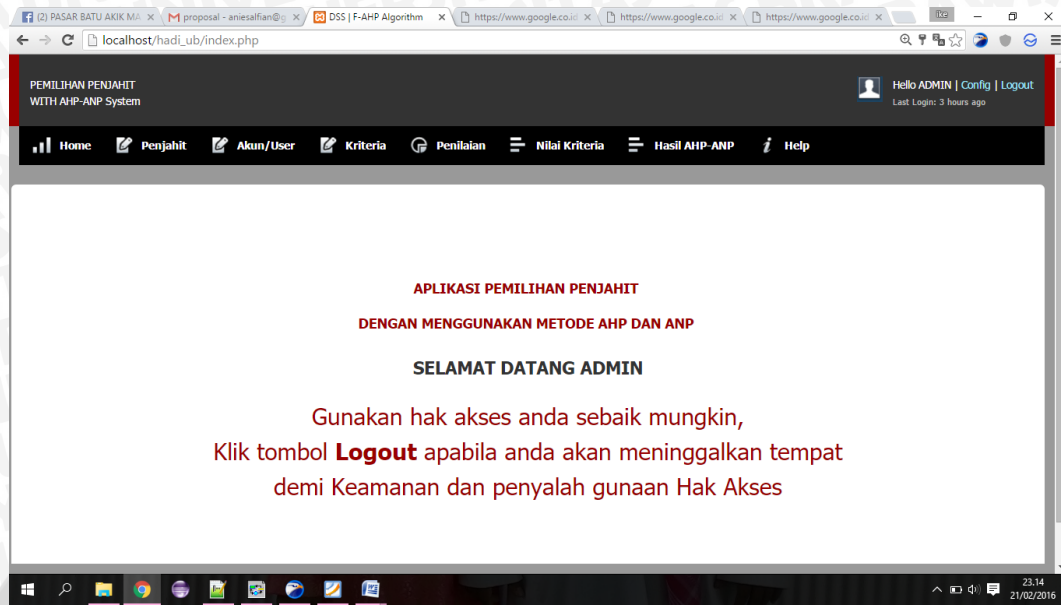 (2) PASAR BATU AKIK MA
proposal - aniesalfian@g
DSS | F-AHP Algorithm
https://www.google.co.id
https://www.google.co.id
https://www.google.co.id
ike
localhost/hadi_ub/index.php
PEMILIHAN PENJAHIT
WITH AHP-ANP System
Hello ADMIN | Config | Logout
Last Login: 3 hours ago
Home Penjahit Akun/User Kriteria Penilaian Nilai Kriteria Hasil AHP-ANP Help
APLIKASI PEMILIHAN PENJAHIT
DENGAN MENGGUNAKAN METODE AHP DAN ANP
SELAMAT DATANG ADMIN
Gunakan hak akses anda sebaik mungkin,
Klik tombol Logout apabila anda akan meninggalkan tempat
demi Keamanan dan penyalah gunaan Hak Akses
23.14
21/02/2016